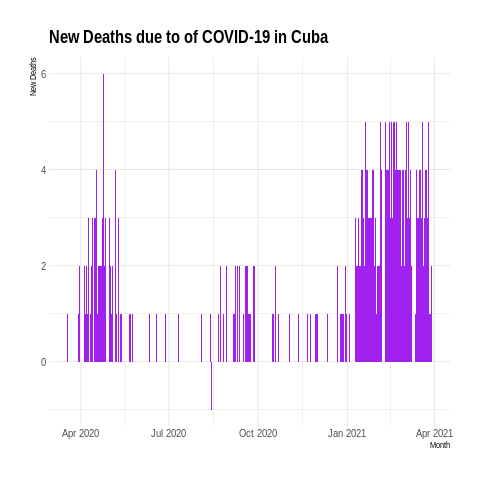 New Deaths due to of COVID-19 in Cuba
New Deaths
6
4
2
0
Apr 2020 Jul 2020 Oct 2020 Jan 2021 Apr 2021
Month